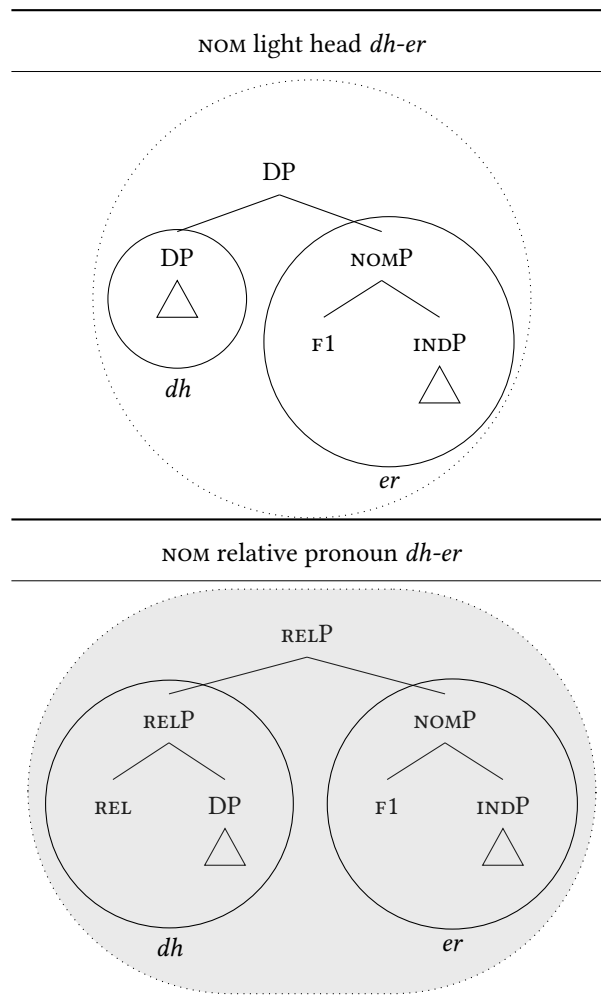 NOM light head dh-er
DP
DP NOMP
F1 INDP
dh
er
NOM relative pronoun dh-er
RELP
RELP NOMP
REL DP F1 INDP
dh er